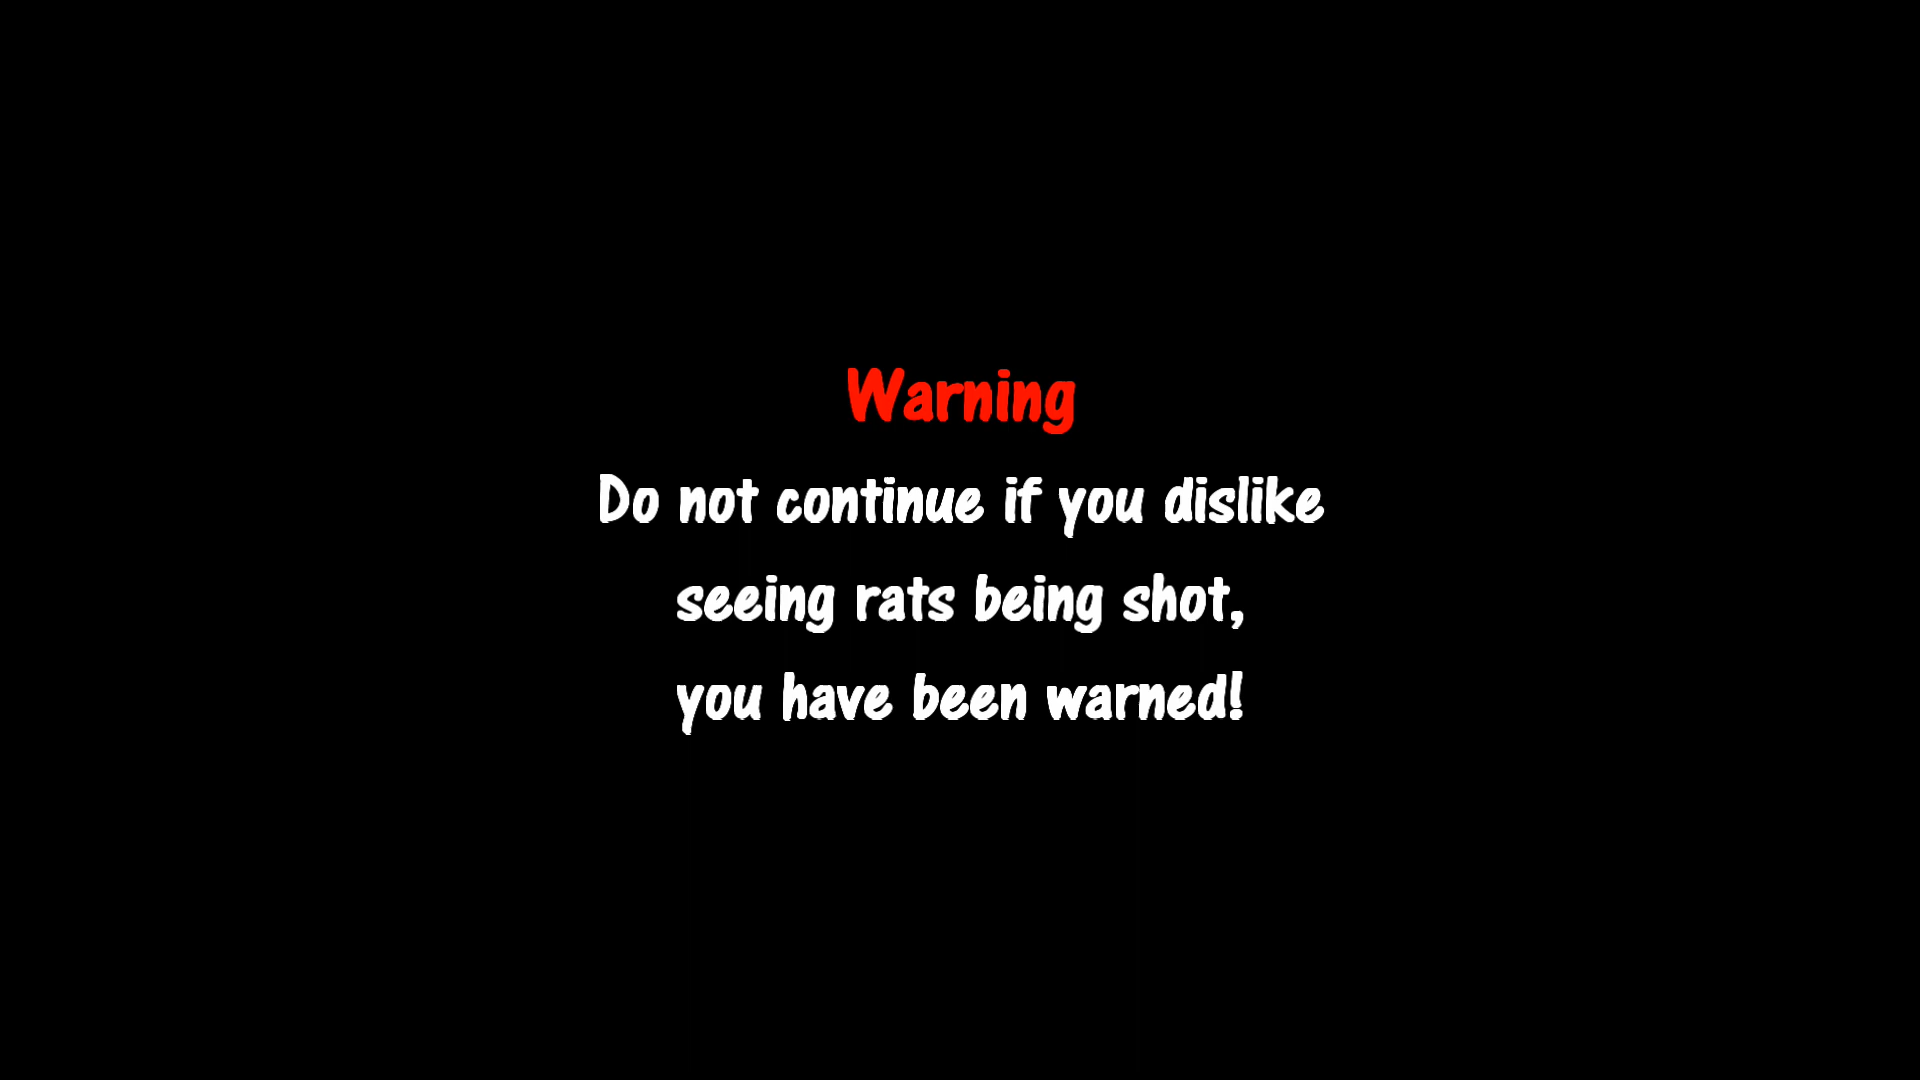 Warning
Do not continue if you dislike
seeing rats being shot,
you have been warned!